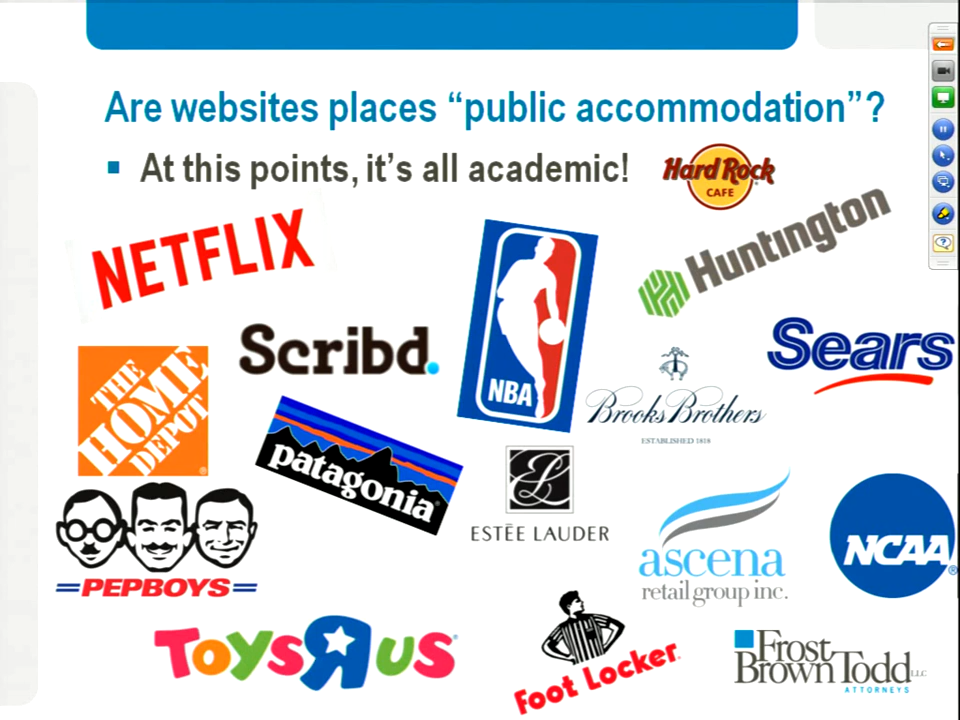 Are websites places “public accommodation”?
At this points, it’s all academic!
Hard Rock
CAFE
NETFLIX
NBA
Huntington
Scribd.
Sears
THE
HOME
DEPOT
Brooks Brothers
ESTABLISHED 1818
patagonia
ESTĒE LAUDER
ascena
retail group inc.
NCAA®
=PEPBOYS=
TOYSRUS
Foot Locker
Frost
Brown Todd LLC
ATTORNEYS